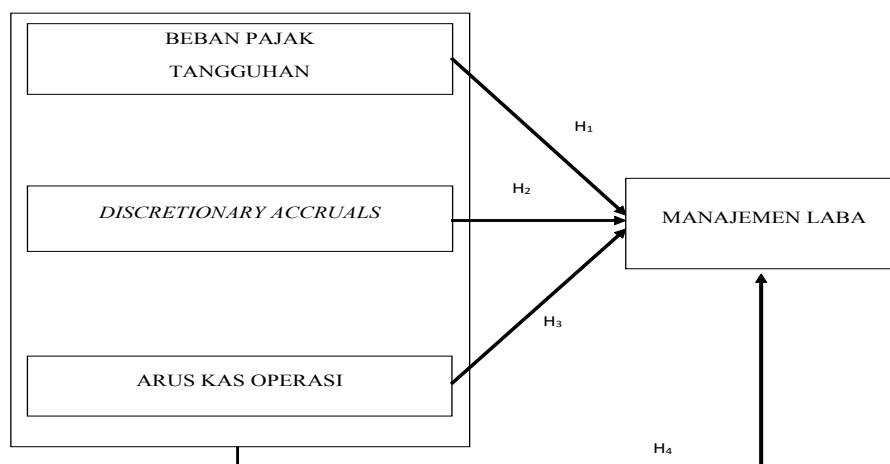 BEBAN PAJAK
TANGGUHAN
H₁
H₂
DISCRETIONARY ACCRUALS
MANAJEMEN LABA
H₃
ARUS KAS OPERASI
H₄